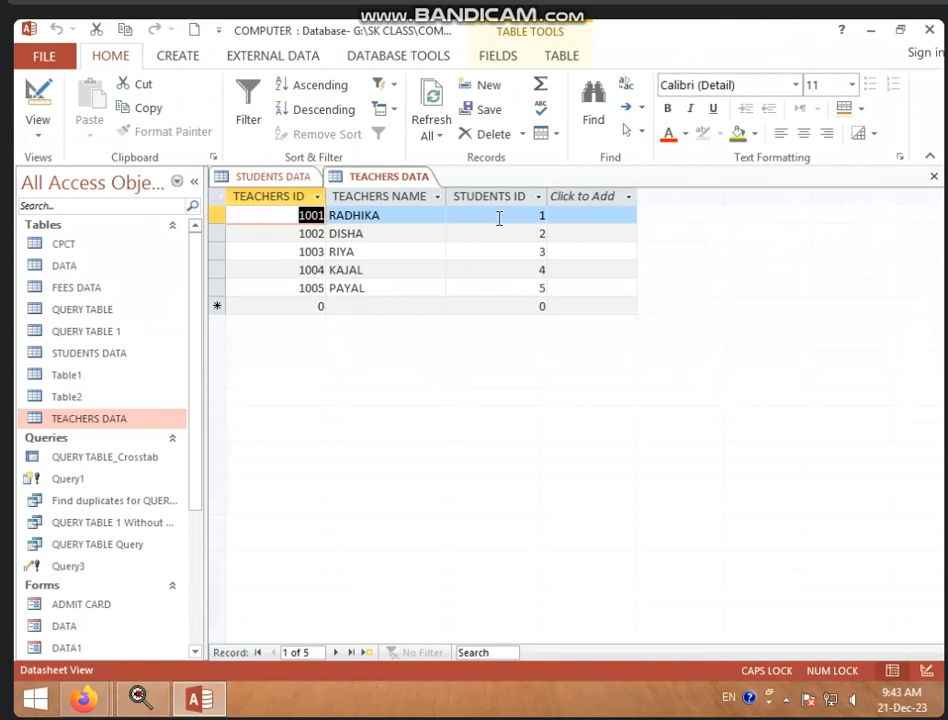 www.BANDICAM.com
COMPUTER : Database- G:\SK CLASS\COM...
TABLE TOOLS
?
Sign in
FILE
HOME
CREATE
EXTERNAL DATA
DATABASE TOOLS
FIELDS
TABLE
View
Views
Paste
Cut
Copy
Format Painter
Clipboard
Filter
Ascending
Descending
Remove Sort
Sort & Filter
Refresh
All
New
Save
Delete
Records
Find
Find
Calibri (Detail)
11
B I U
Text Formatting
All Access Obje...
Search...
Tables
CPCT
DATA
FEES DATA
QUERY TABLE
QUERY TABLE 1
STUDENTS DATA
Table1
Table2
TEACHERS DATA
Queries
QUERY TABLE_Crosstab
Query1
Find duplicates for QUER...
QUERY TABLE 1 Without ...
QUERY TABLE Query
Query3
Forms
ADMIT CARD
DATA
DATA1
STUDENTS DATA
TEACHERS DATA
TEACHERS ID TEACHERS NAME STUDENTS ID Click to Add
1001 RADHIKA 1
1002 DISHA 2
1003 RIYA 3
1004 KAJAL 4
1005 PAYAL 5
0 0
Record: 1 of 5 No Filter Search
Datasheet View
CAPS LOCK NUM LOCK
EN
9:43 AM
21-Dec-23